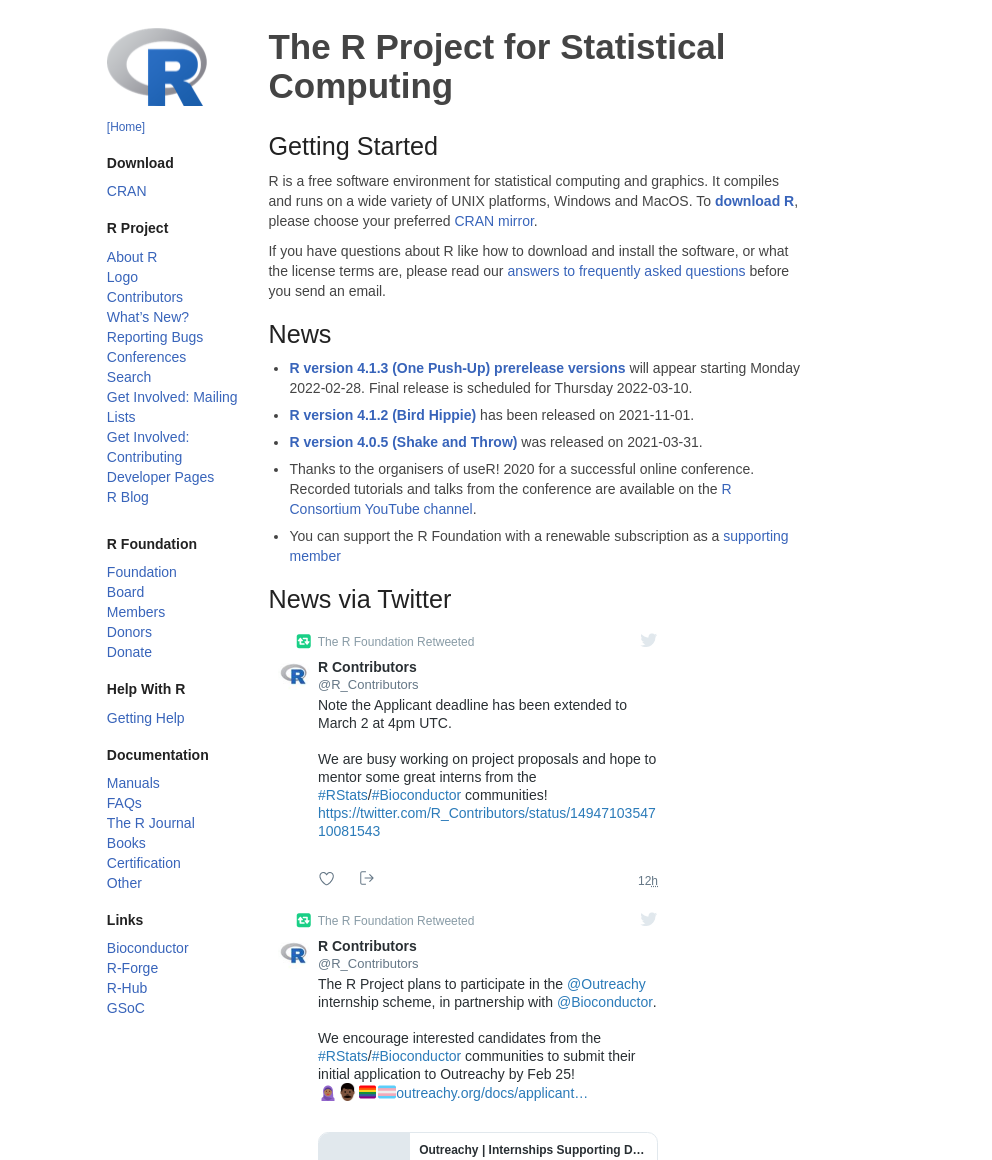 R
[Home]
Download
CRAN
R Project
About R
Logo
Contributors
What's New?
Reporting Bugs
Conferences
Search
Get Involved: Mailing
Lists
Get Involved:
Contributing
Developer Pages
R Blog
R Foundation
Foundation
Board
Members
Donors
Donate
Help With R
Getting Help
Documentation
Manuals
FAQs
The R Journal
Books
Certification
Other
Links
Bioconductor
R-Forge
R-Hub
GSoC
The R Project for Statistical
Computing
Getting Started
R is a free software environment for statistical computing and graphics. It compiles
and runs on a wide variety of UNIX platforms, Windows and MacOS. To download R,
please choose your preferred CRAN mirror.
If you have questions about R like how to download and install the software, or what
the license terms are, please read our answers to frequently asked questions before
you send an email.
News
• R version 4.1.3 (One Push-Up) prerelease versions will appear starting Monday
2022-02-28. Final release is scheduled for Thursday 2022-03-10.
• R version 4.1.2 (Bird Hippie) has been released on 2021-11-01.
• R version 4.0.5 (Shake and Throw) was released on 2021-03-31.
• Thanks to the organisers of useR! 2020 for a successful online conference.
Recorded tutorials and talks from the conference are available on the R
Consortium YouTube channel.
• You can support the R Foundation with a renewable subscription as a supporting
member
News via Twitter
The R Foundation Retweeted
R
R Contributors
@R_Contributors
Note the Applicant deadline has been extended to
March 2 at 4pm UTC.
We are busy working on project proposals and hope to
mentor some great interns from the
#RStats/#Bioconductor communities!
https://twitter.com/R_Contributors/status/14947103547
10081543
12h
The R Foundation Retweeted
R
R Contributors
@R_Contributors
The R Project plans to participate in the @Outreachy
internship scheme, in partnership with @Bioconductor.
We encourage interested candidates from the
#RStats/#Bioconductor communities to submit their
initial application to Outreachy by Feb 25!
outreachy.org/docs/applicant…
Outreachy | Internships Supporting D…